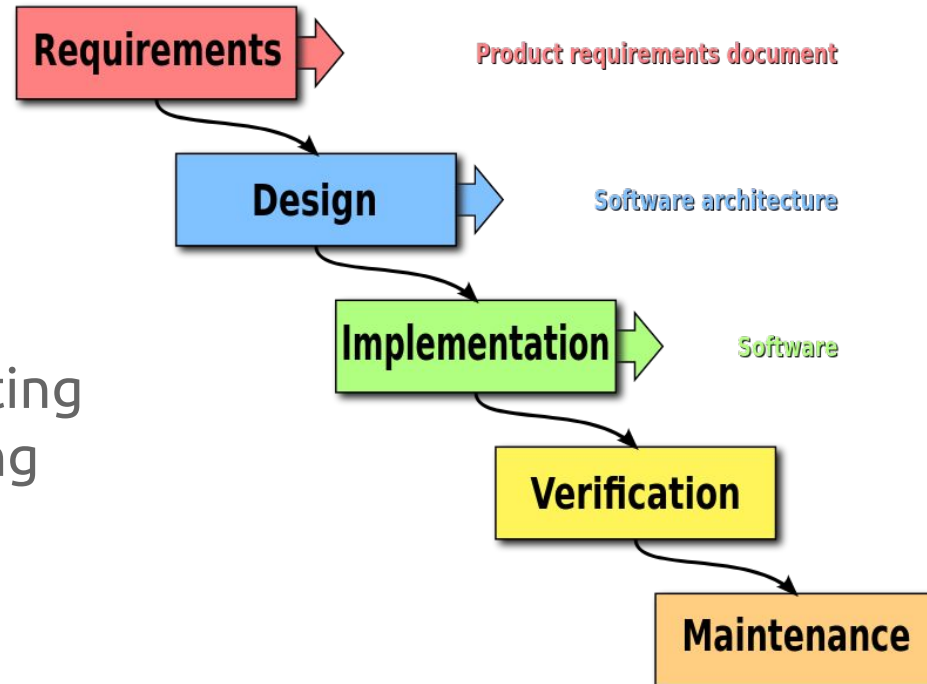 Requirements
Product requirements document
Design
Software architecture
Implementation
Software
Verification
Maintenance